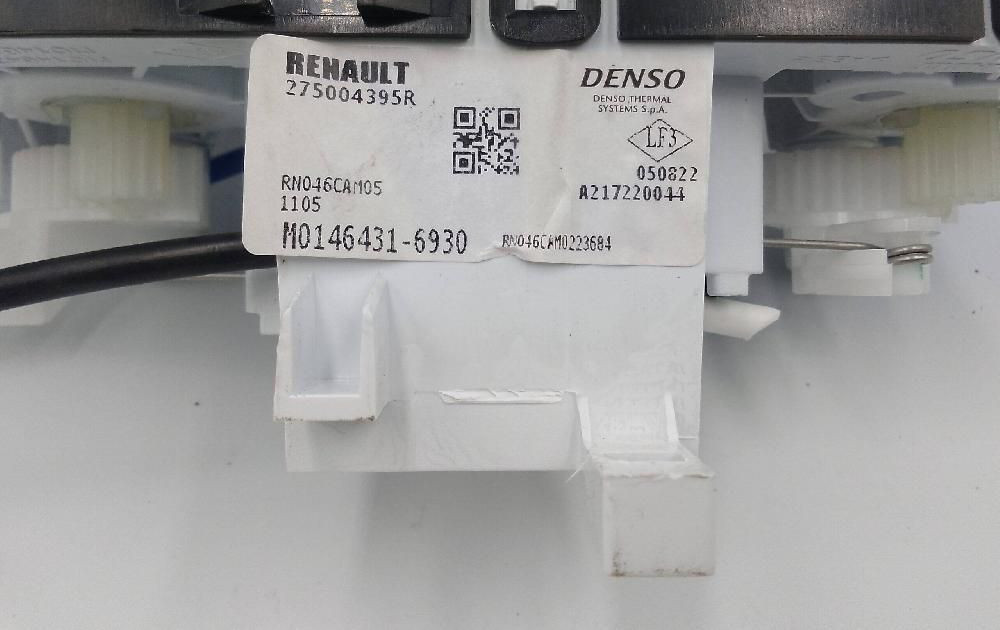 RENAULT
275004395R
DENSO
DENSO THERMAL
SYSTEMS S.p.A.
LF3
050822
A217220044
RN046CAM05
1105
M0146431-6930
RN046CAM0223684